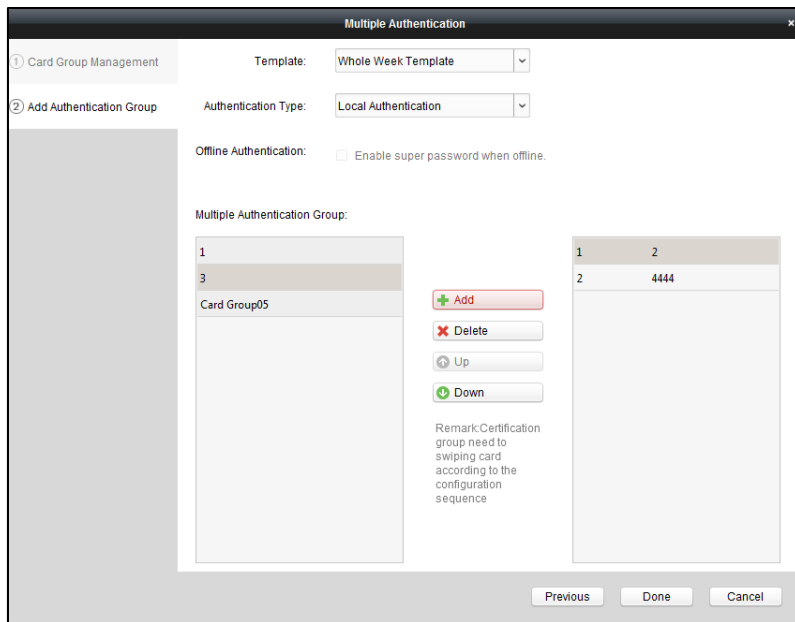 Multiple Authentication ×
1 Card Group Management
2 Add Authentication Group
Template: Whole Week Template
Authentication Type: Local Authentication
Offline Authentication: Enable super password when offline.
Multiple Authentication Group:
1
3
Card Group05
Add
Delete
Up
Down
Remark:Certification
group need to
swiping card
according to the
configuration
sequence
1 2
2 4444
Previous Done Cancel